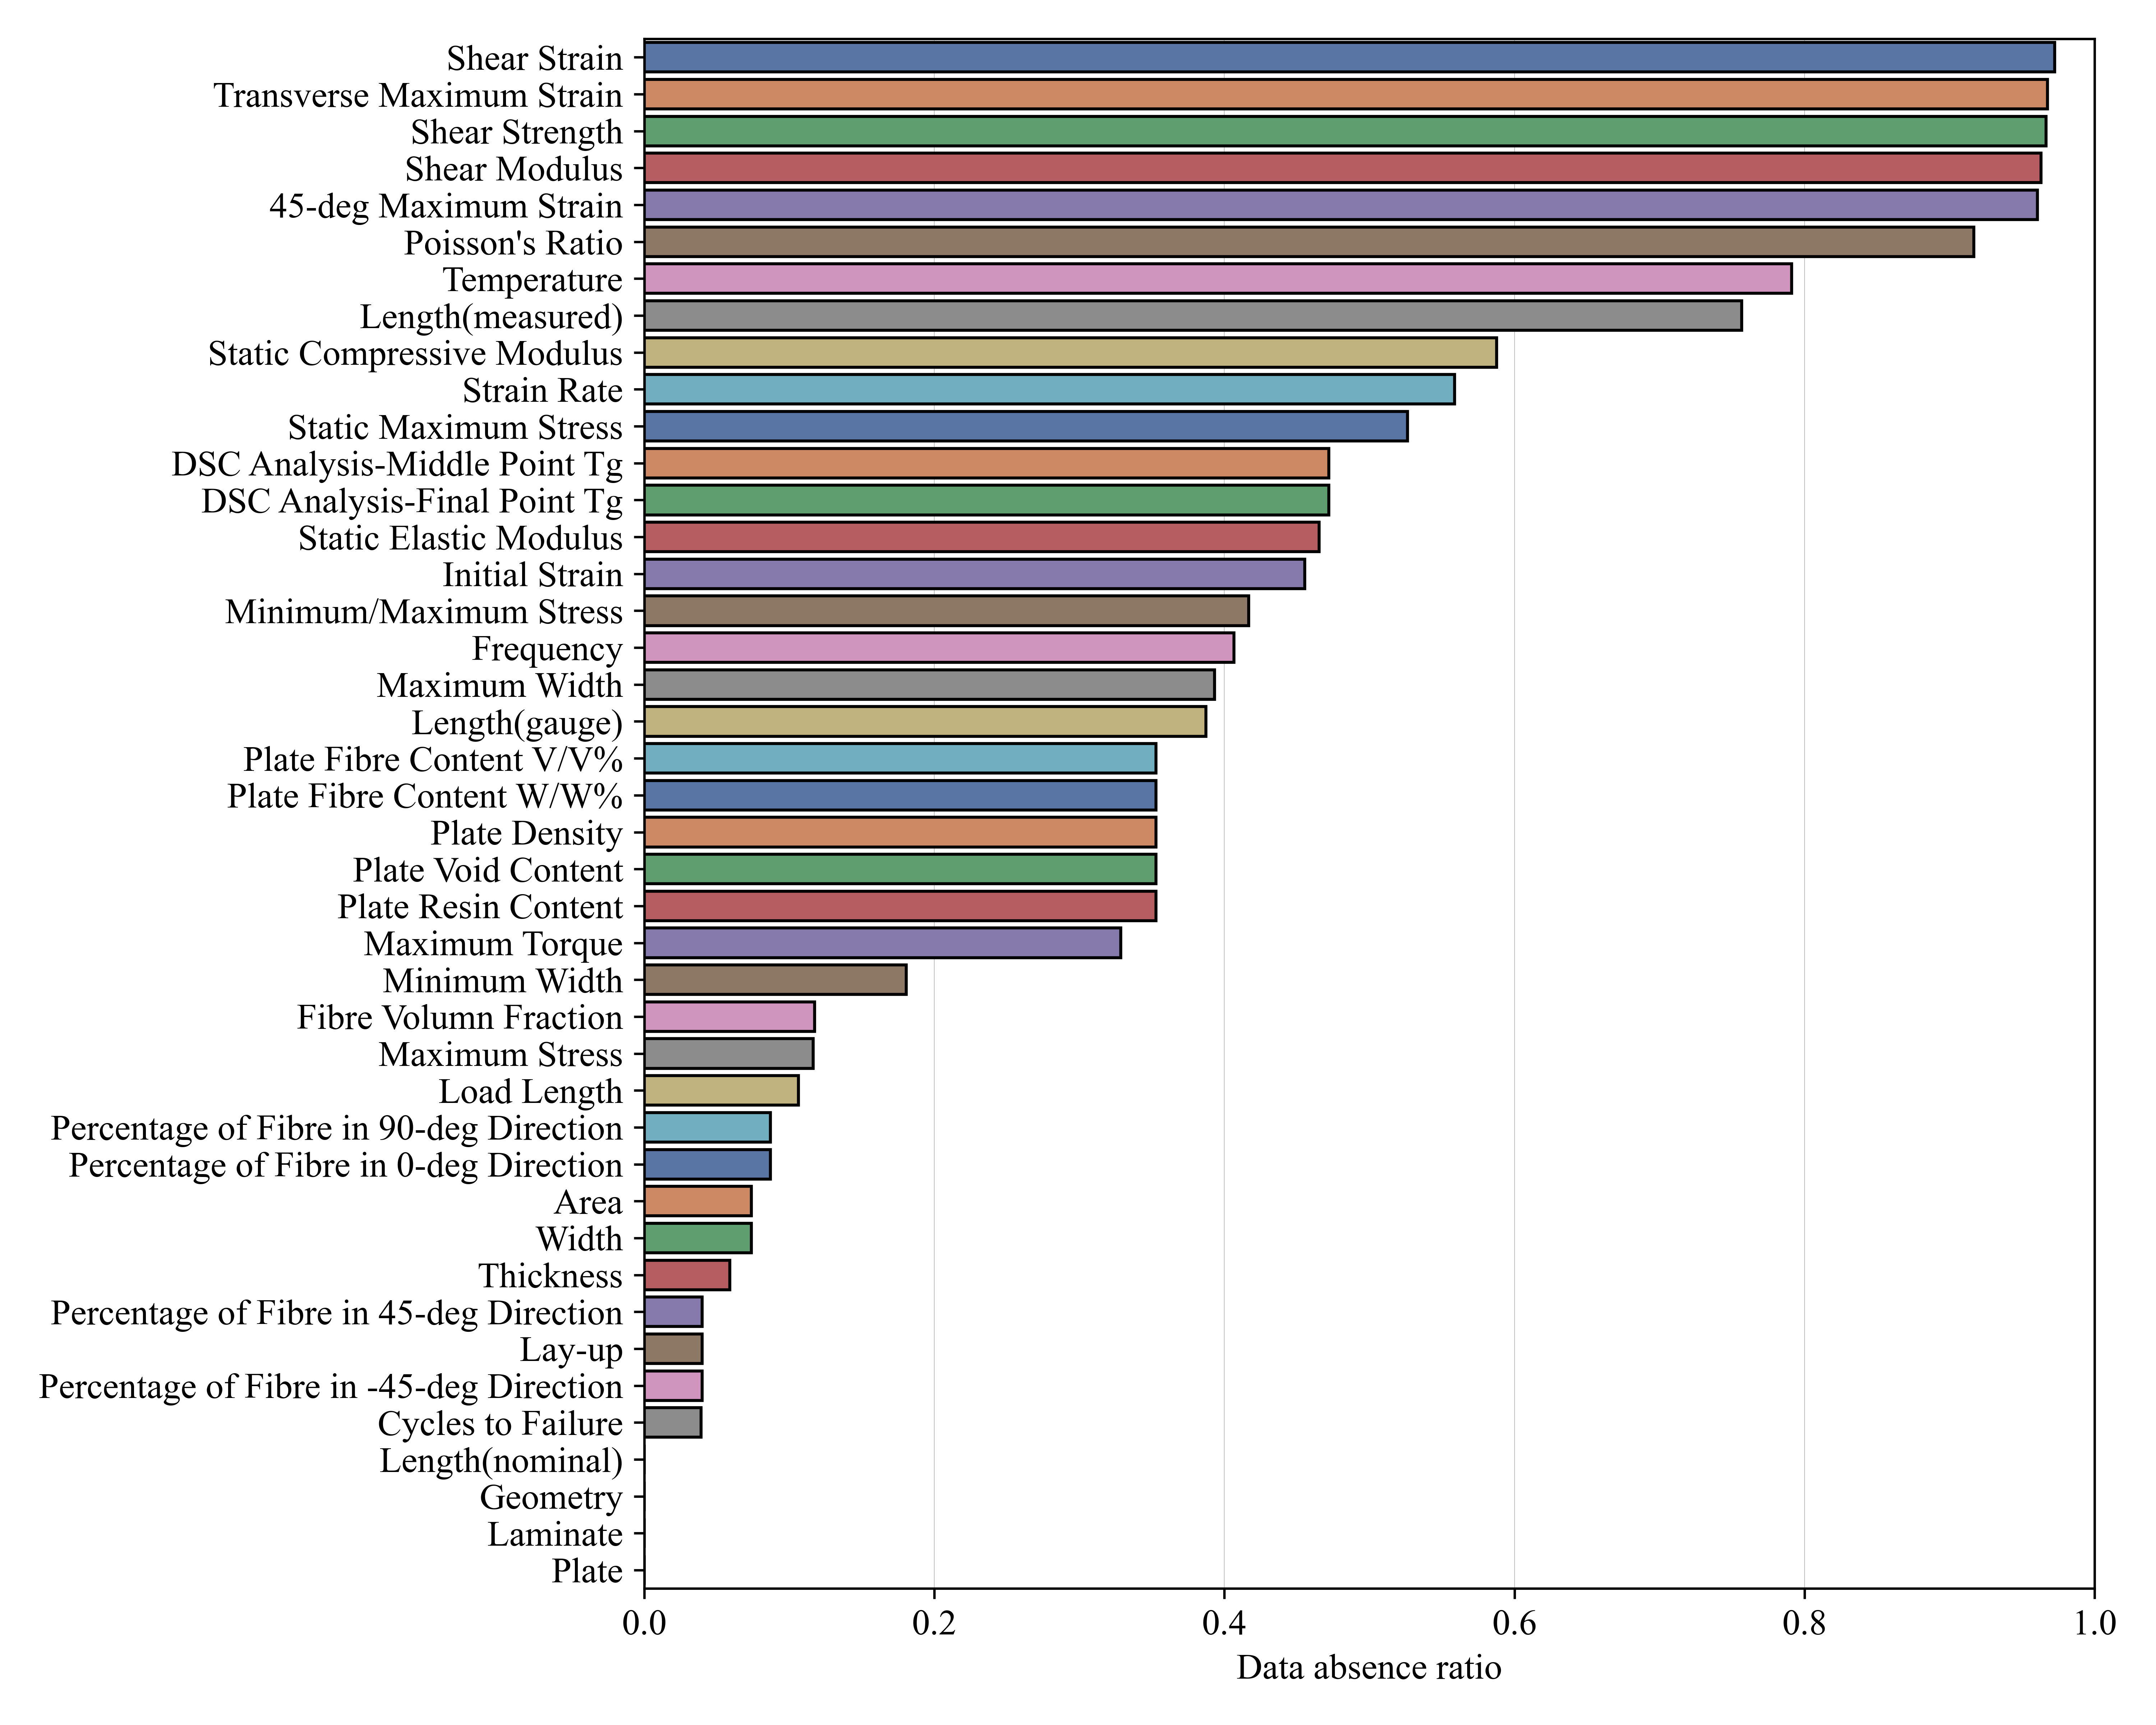 Shear Strain
Transverse Maximum Strain
Shear Strength
Shear Modulus
45-deg Maximum Strain
Poisson's Ratio
Temperature
Length(measured)
Static Compressive Modulus
Strain Rate
Static Maximum Stress
DSC Analysis-Middle Point Tg
DSC Analysis-Final Point Tg
Static Elastic Modulus
Initial Strain
Minimum/Maximum Stress
Frequency
Maximum Width
Length(gauge)
Plate Fibre Content V/V%
Plate Fibre Content W/W%
Plate Density
Plate Void Content
Plate Resin Content
Maximum Torque
Minimum Width
Fibre Volumn Fraction
Maximum Stress
Load Length
Percentage of Fibre in 90-deg Direction
Percentage of Fibre in 0-deg Direction
Area
Width
Thickness
Percentage of Fibre in 45-deg Direction
Lay-up
Percentage of Fibre in -45-deg Direction
Cycles to Failure
Length(nominal)
Geometry
Laminate
Plate
0.0 0.2 0.4 0.6 0.8 1.0
Data absence ratio